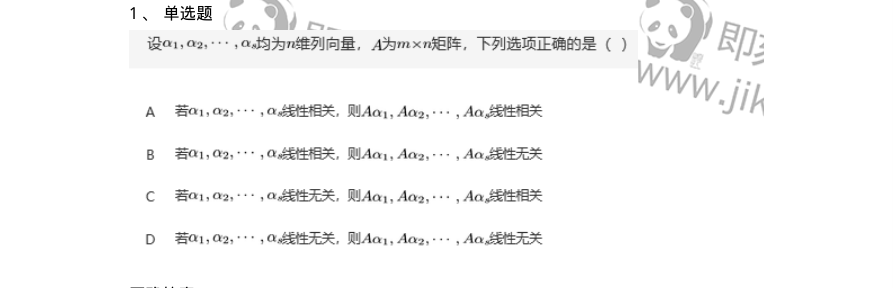 1、 单选题
设α₁, α₂, ⋯ , αₛ均为n维列向量，A为m×n矩阵，下列选项正确的是（ ）
即
www.jik
A 若α₁, α₂, ⋯ , αₛ线性相关，则Aα₁, Aα₂, ⋯ , Aαₛ线性相关
B 若α₁, α₂, ⋯ , αₛ线性相关，则Aα₁, Aα₂, ⋯ , Aαₛ线性无关
C 若α₁, α₂, ⋯ , αₛ线性无关，则Aα₁, Aα₂, ⋯ , Aαₛ线性相关
D 若α₁, α₂, ⋯ , αₛ线性无关，则Aα₁, Aα₂, ⋯ , Aαₛ线性无关